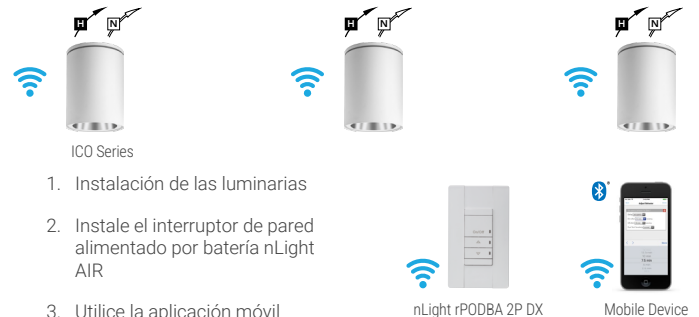 H N
H N
H N
ICO Series
1. Instalación de las luminarias
2. Instale el interruptor de pared
alimentado por batería nLight
AIR
3. Utilice la aplicación móvil
nLight rPODBA 2P DX
Mobile Device